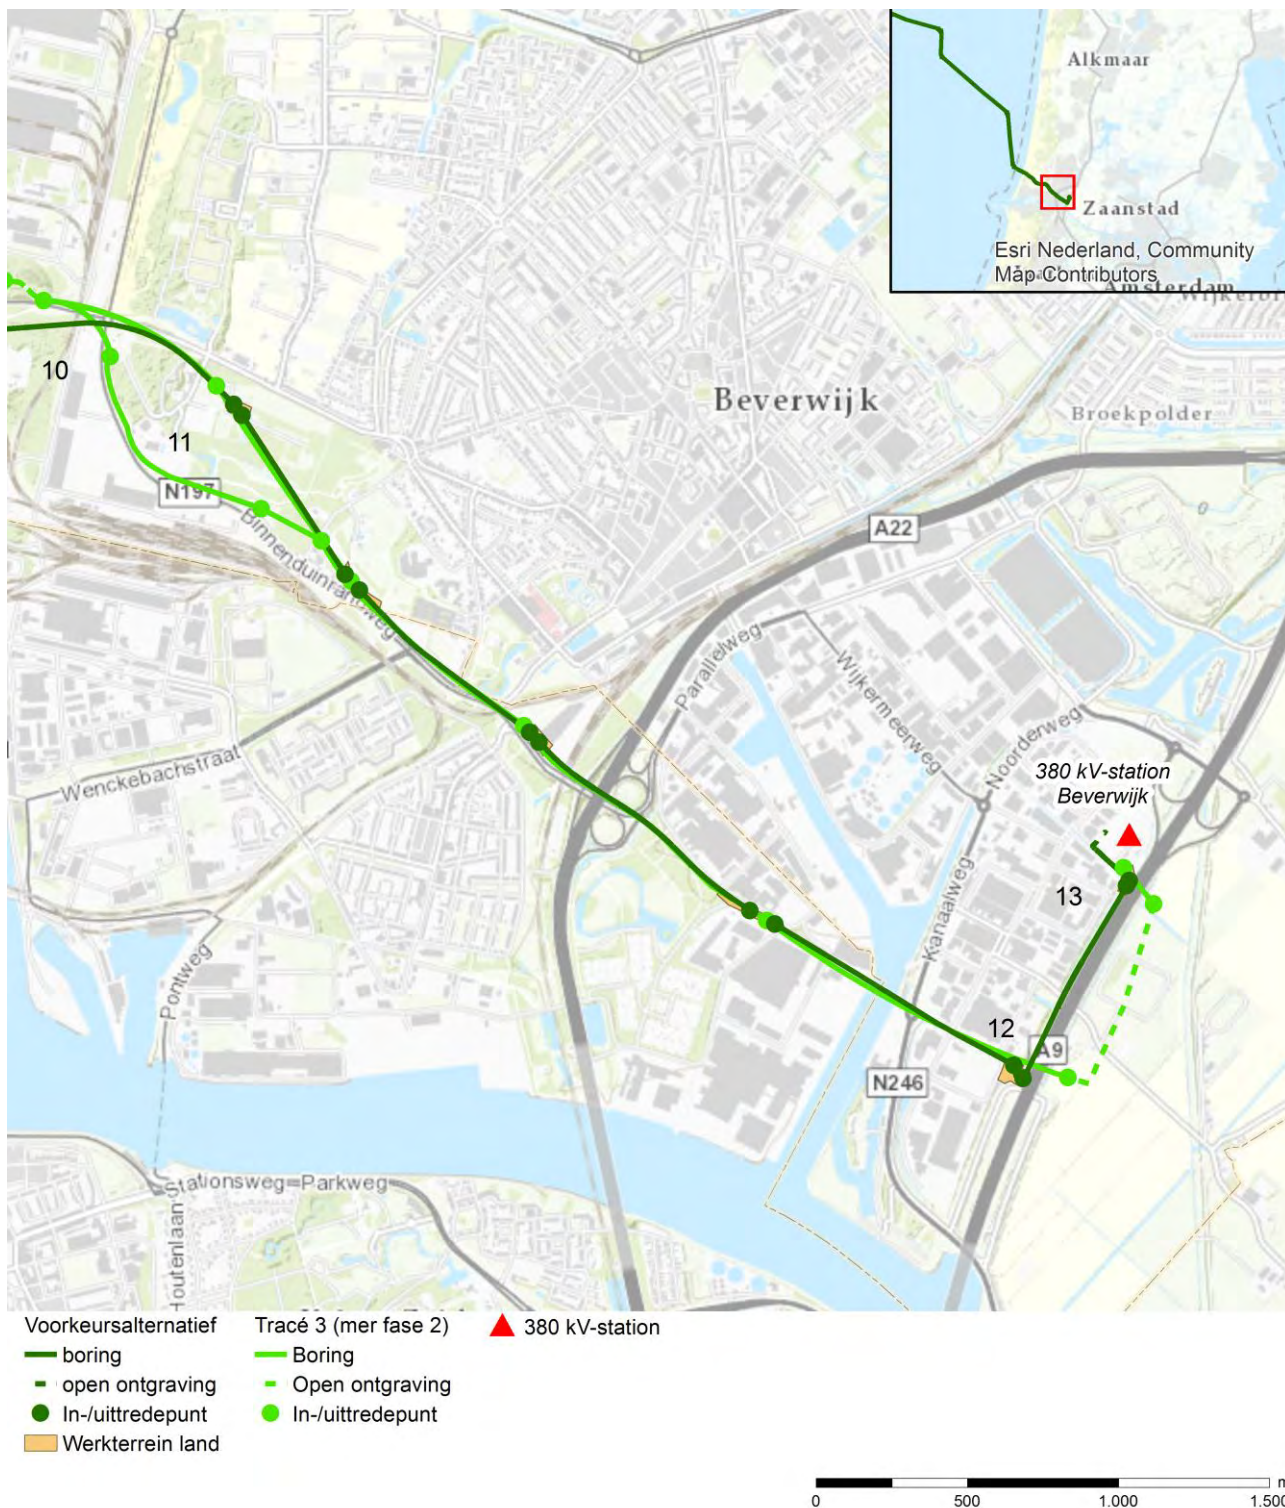 Alkmaar
Zaanstad
Esri Nederland, Community
Map Contributors
Amsterdam
Wijkerbr
10
Beverwijk
Broekpolder
11
N197
A22
Binnenduinrandweg
Parallelweg
Wijkermeerweg
Noorderweg
Wenckebachstraat
380 kV-station
Beverwijk
13
Kanaalweg
Pontweg
12
A9
N246
Stationsweg
Parkweg
Houtenlaan
Voorkeursalternatief
boring
open ontgraving
In-/uittredepunt
Werkterrein land
Tracé 3 (mer fase 2)
Boring
Open ontgraving
In-/uittredepunt
380 kV-station
m
0 500 1.000 1.500